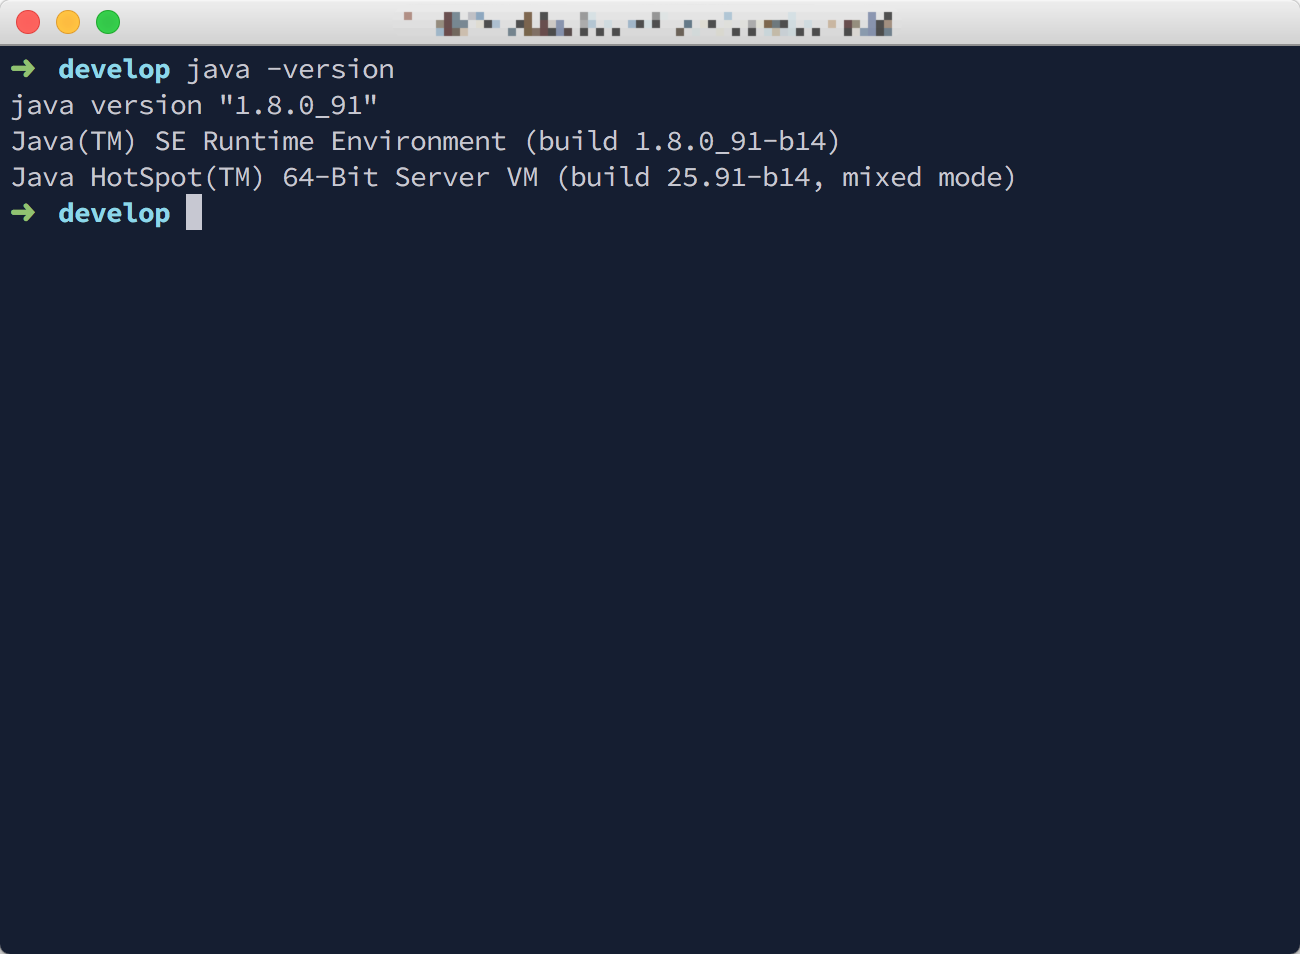 ➜ develop java -version
java version "1.8.0_91"
Java(TM) SE Runtime Environment (build 1.8.0_91-b14)
Java HotSpot(TM) 64-Bit Server VM (build 25.91-b14, mixed mode)
➜ develop